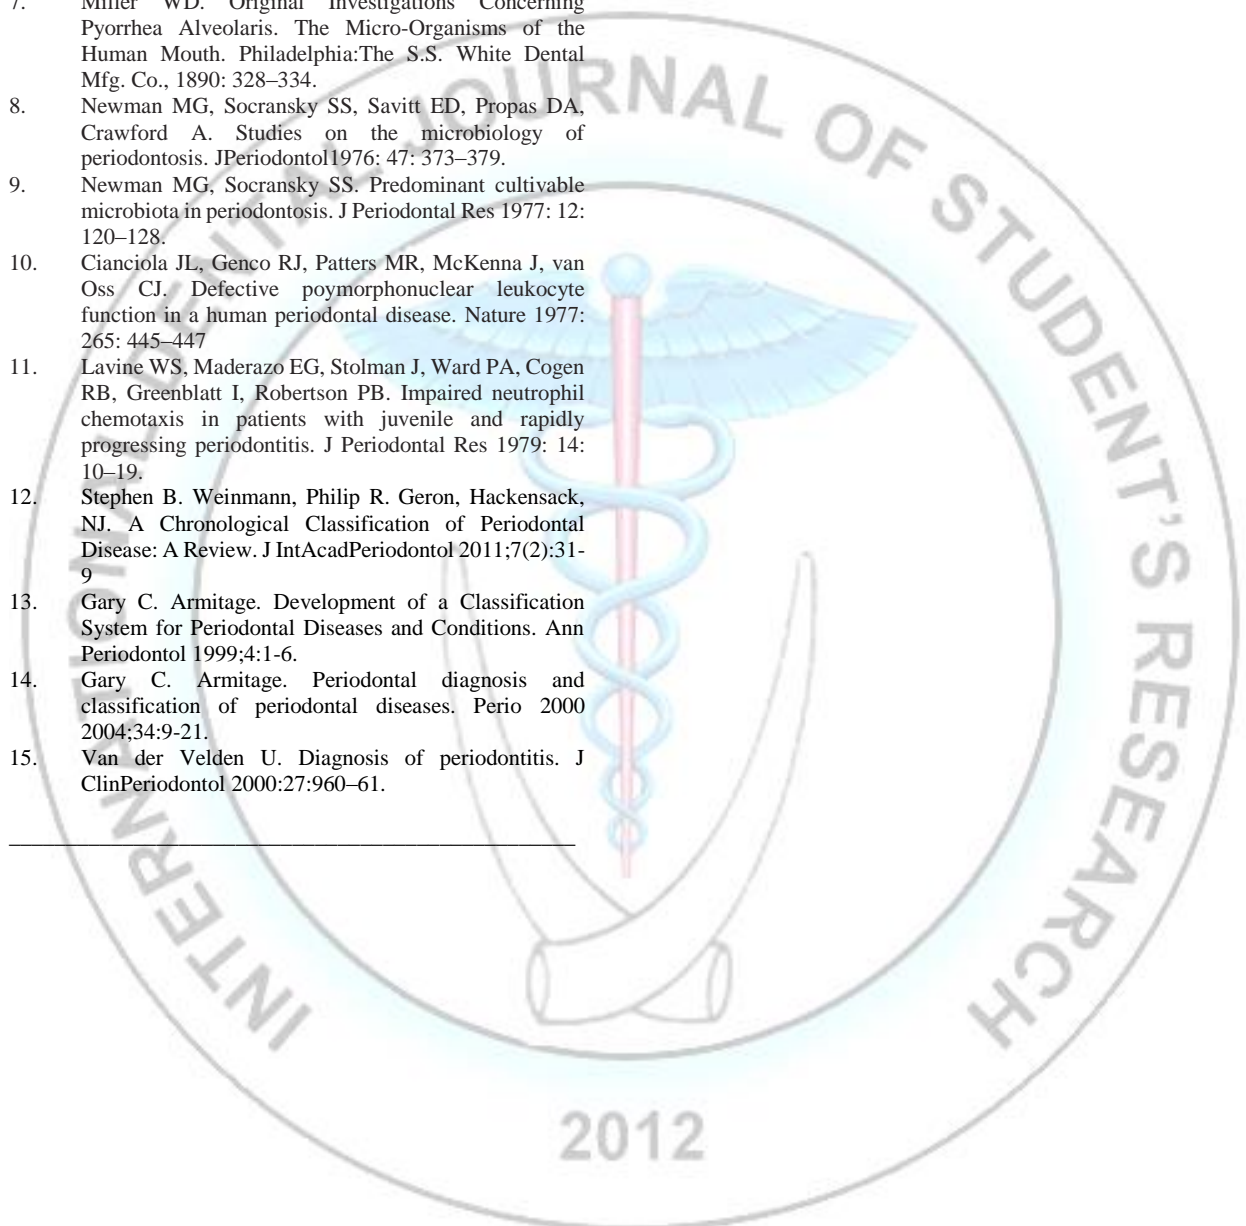 7. Miller WD. Original Investigations Concerning
Pyorrhea Alveolaris. The Micro-Organisms of the
Human Mouth. Philadelphia:The S.S. White Dental
Mfg. Co., 1890: 328–334.
8. Newman MG, Socransky SS, Savitt ED, Propas DA,
Crawford A. Studies on the microbiology of
periodontosis. JPeriodontol1976: 47: 373–379.
9. Newman MG, Socransky SS. Predominant cultivable
microbiota in periodontosis. J Periodontal Res 1977: 12:
120–128.
10. Cianciola JL, Genco RJ, Patters MR, McKenna J, van
Oss CJ. Defective poymorphonuclear leukocyte
function in a human periodontal disease. Nature 1977:
265: 445–447
11. Lavine WS, Maderazo EG, Stolman J, Ward PA, Cogen
RB, Greenblatt I, Robertson PB. Impaired neutrophil
chemotaxis in patients with juvenile and rapidly
progressing periodontitis. J Periodontal Res 1979: 14:
10–19.
12. Stephen B. Weinmann, Philip R. Geron, Hackensack,
NJ. A Chronological Classification of Periodontal
Disease: A Review. J IntAcadPeriodontol 2011;7(2):31-
9
13. Gary C. Armitage. Development of a Classification
System for Periodontal Diseases and Conditions. Ann
Periodontol 1999;4:1-6.
14. Gary C. Armitage. Periodontal diagnosis and
classification of periodontal diseases. Perio 2000
2004;34:9-21.
15. Van der Velden U. Diagnosis of periodontitis. J
ClinPeriodontol 2000:27:960–61.
INTERNATIONAL DENTAL JOURNAL OF STUDENT'S RESEARCH
2012